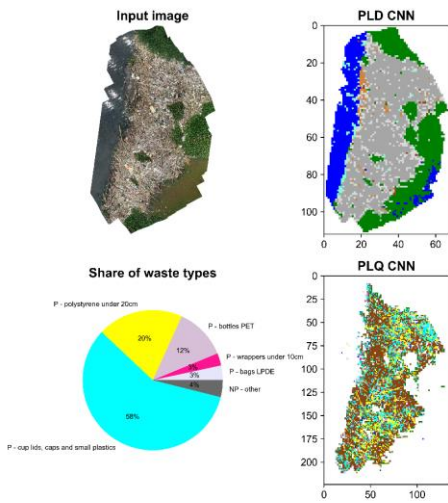 Input image
PLD CNN
0
20
40
60
80
100
0
20
40
60
Share of waste types
P - polystyrene under 20cm
P - bottles PET
P - wrappers under 10cm
P - bags LPDE
NP - other
P - cup lids, caps and small plastics
20%
12%
3%
3%
4%
58%
PLQ CNN
0
25
50
75
100
125
150
175
200
0
50
100